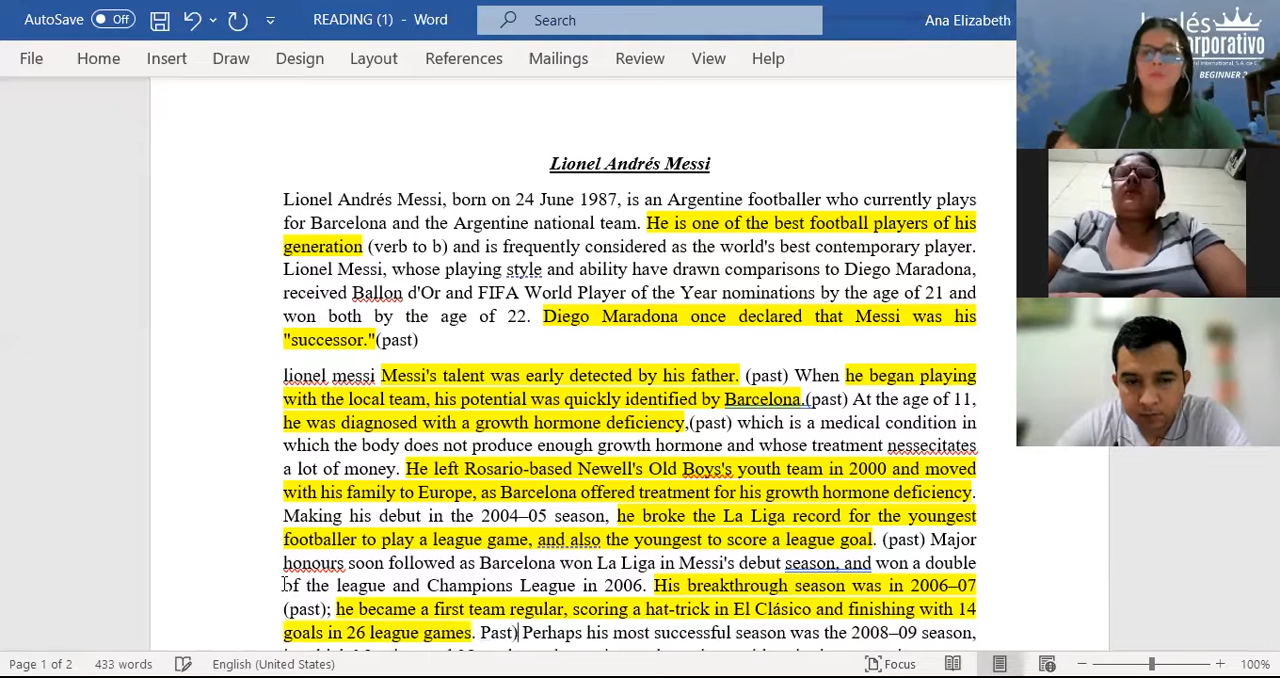 AutoSave Off READING (1) - Word Search Ana Elizabeth
File Home Insert Draw Design Layout References Mailings Review View Help
Inglés
Corporativo
BEGINNER 2
Lionel Andrés Messi
Lionel Andrés Messi, born on 24 June 1987, is an Argentine footballer who currently plays
for Barcelona and the Argentine national team. He is one of the best football players of his
generation (verb to b) and is frequently considered as the world's best contemporary player.
Lionel Messi, whose playing style and ability have drawn comparisons to Diego Maradona,
received Ballon d'Or and FIFA World Player of the Year nominations by the age of 21 and
won both by the age of 22. Diego Maradona once declared that Messi was his
"successor."(past)
lionel messi Messi's talent was early detected by his father. (past) When he began playing
with the local team, his potential was quickly identified by Barcelona.(past) At the age of 11,
he was diagnosed with a growth hormone deficiency,(past) which is a medical condition in
which the body does not produce enough growth hormone and whose treatment nessecitates
a lot of money. He left Rosario-based Newell's Old Boys's youth team in 2000 and moved
with his family to Europe, as Barcelona offered treatment for his growth hormone deficiency.
Making his debut in the 2004–05 season, he broke the La Liga record for the youngest
footballer to play a league game, and also the youngest to score a league goal. (past) Major
honours soon followed as Barcelona won La Liga in Messi's debut season, and won a double
of the league and Champions League in 2006. His breakthrough season was in 2006–07
(past); he became a first team regular, scoring a hat-trick in El Clásico and finishing with 14
goals in 26 league games. Past) Perhaps his most successful season was the 2008–09 season,
Page 1 of 2 433 words English (United States) Focus 100%